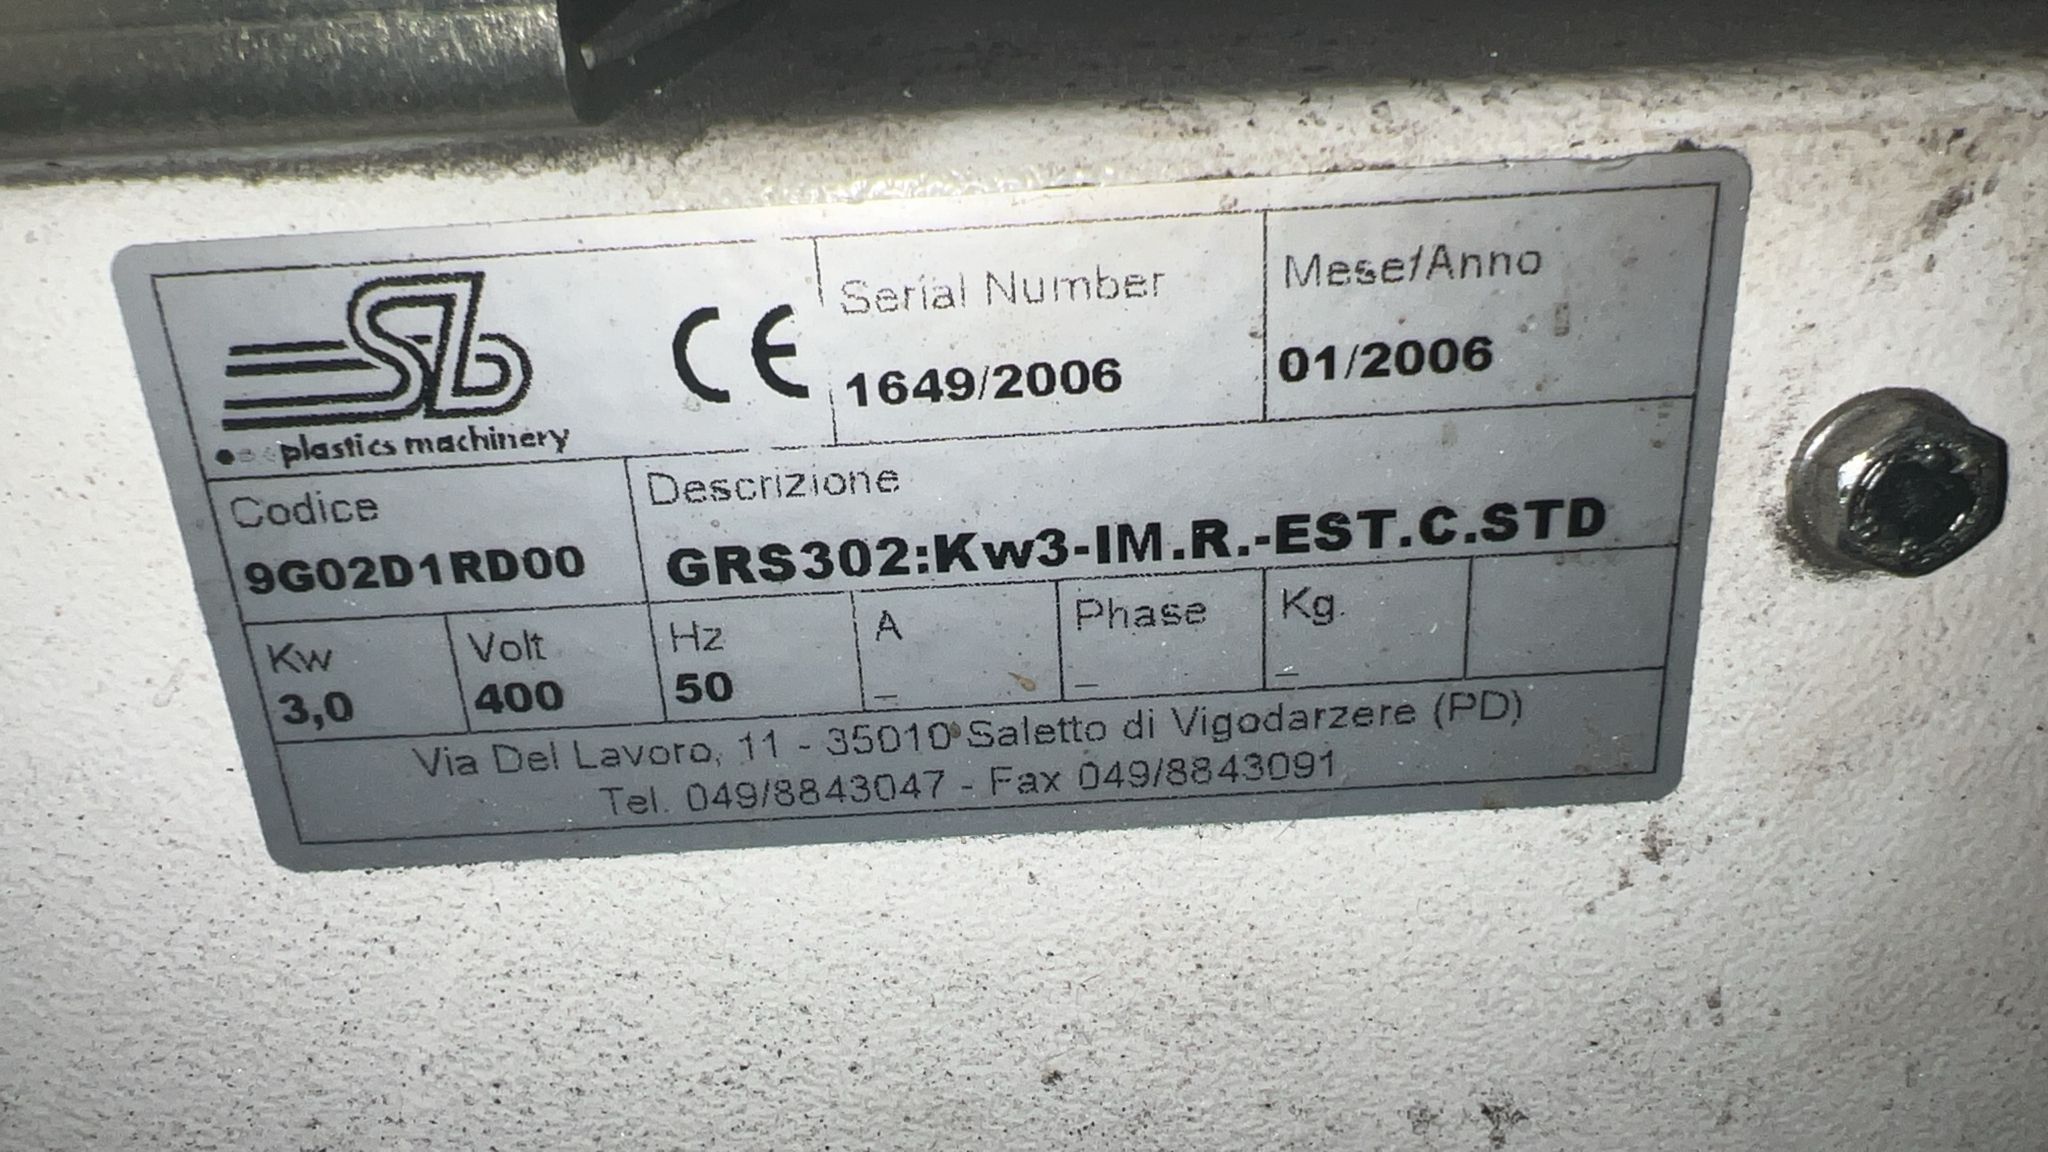 Sb
plastics machinery
CE
Serial Number
1649/2006
Mese/Anno
01/2006
Codice
9G02D1RD00
Descrizione
GRS302:Kw3-IM.R.-EST.C.STD
Kw
3,0
Volt
400
Hz
50
A
_
Phase
_
Kg.
_
Via Del Lavoro, 11 - 35010 Saletto di Vigodarzere (PD)
Tel. 049/8843047 - Fax 049/8843091